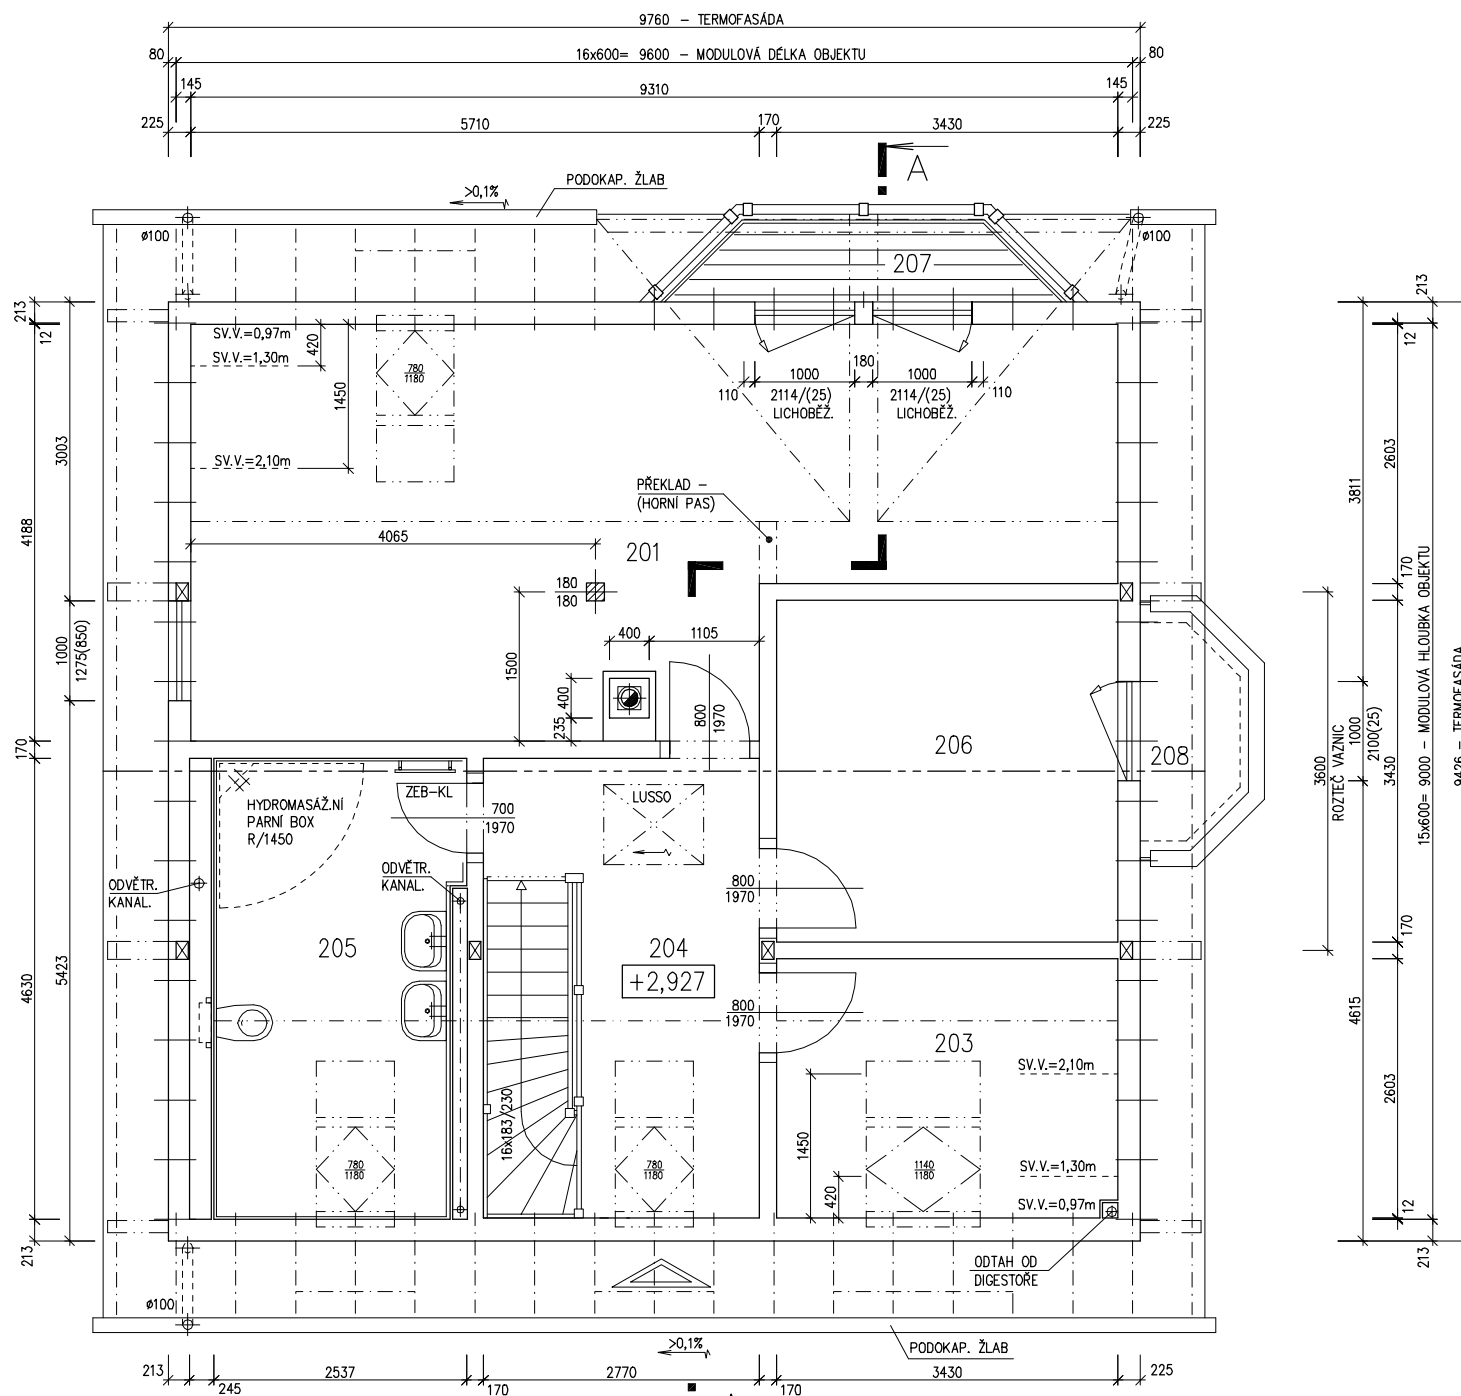 9760 – TERMOFASÁDA
80
16x600= 9600 – MODULOVÁ DÉLKA OBJEKTU
80
145
9310
145
225
5710
170
3430
225
A
>0,1%
PODOKAP. ŽLAB
ø100
ø100
207
213
213
12
12
SV.V.=0,97m
SV.V.=1,30m
420
1450
780
1180
SV.V.=2,10m
1000
180
1000
110
2114/(25)
LICHOBĚŽ.
2114/(25)
LICHOBĚŽ.
110
3003
4188
2603
3811
PŘEKLAD –
(HORNÍ PAS)
4065
201
180
180
170
400
1105
1500
400
235
800
1970
1000
1275(850)
170
206
208
3600
ROZTEČ VAZNIC
1000
2100(25)
3430
15x600= 9000 – MODULOVÁ HLOUBKA OBJEKTU
9426 – TERMOFASÁDA
HYDROMASÁŽ.NÍ
PARNÍ BOX
R/1450
ZEB–KL
700
1970
LUSSO
ODVĚTR.
KANAL.
ODVĚTR.
KANAL.
800
1970
170
205
204
+2,927
5423
4630
800
1970
203
4615
2603
SV.V.=2,10m
16x183/230
1450
780
1180
780
1180
1140
1180
SV.V.=1,30m
420
SV.V.=0,97m
12
213
213
ODTAH OD
DIGESTOŘE
ø100
>0,1%
PODOKAP. ŽLAB
213
2537
2770
3430
225
245
170
170